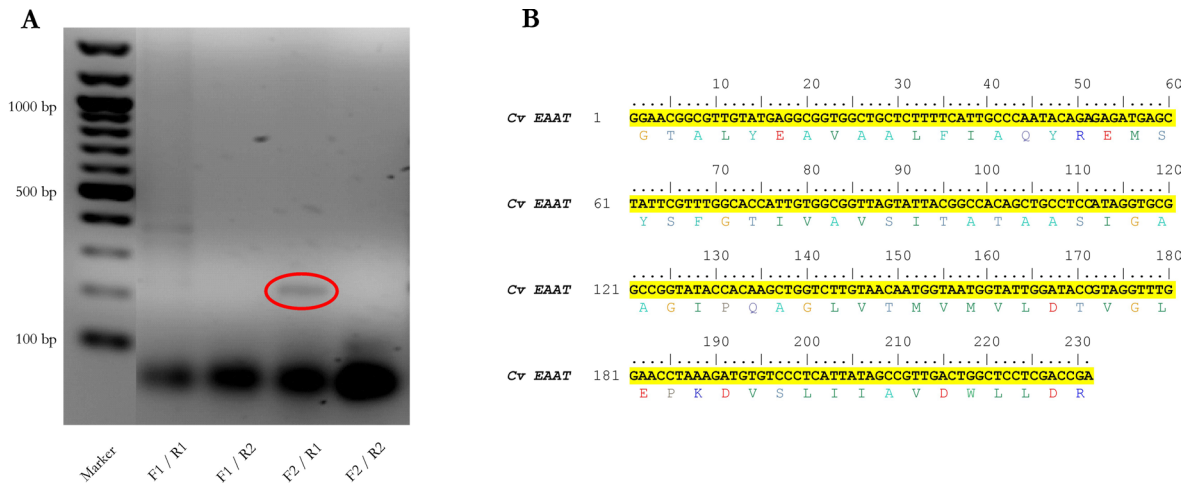 A
1000 bp
500 bp
100 bp
Marker
F1 / R1
F1 / R2
F2 / R1
F2 / R2
B
10 20 30 40 50 60
Cv EAAT 1 GGAACGGCGTTGTATGAGGCGGTGGCTGCTCTTTTCATTGCCCAATACAGAGAGATGAGC
G T A L Y E A V A A L F I A Q Y R E M S
70 80 90 100 110 120
Cv EAAT 61 TATTCGTTTGGCACCATTGTGGCGGTTAGTATTACGGCCACAGCTGCCTCCATAGGTGCG
Y S F G T I V A V S I T A T A A S I G A
130 140 150 160 170 180
Cv EAAT 121 GCCGGTATACCACAAGCTGGTCTTGTAACAATGGTAATGGTATTGGATACCGTAGGTTTG
A G I P Q A G L V T M V M V L D T V G L
190 200 210 220 230
Cv EAAT 181 GAACCTAAAGATGTGTCCCTCATTATAGCCGTTGACTGGCTCCTCGACCGA
E P K D V S L I I A V D W L L D R